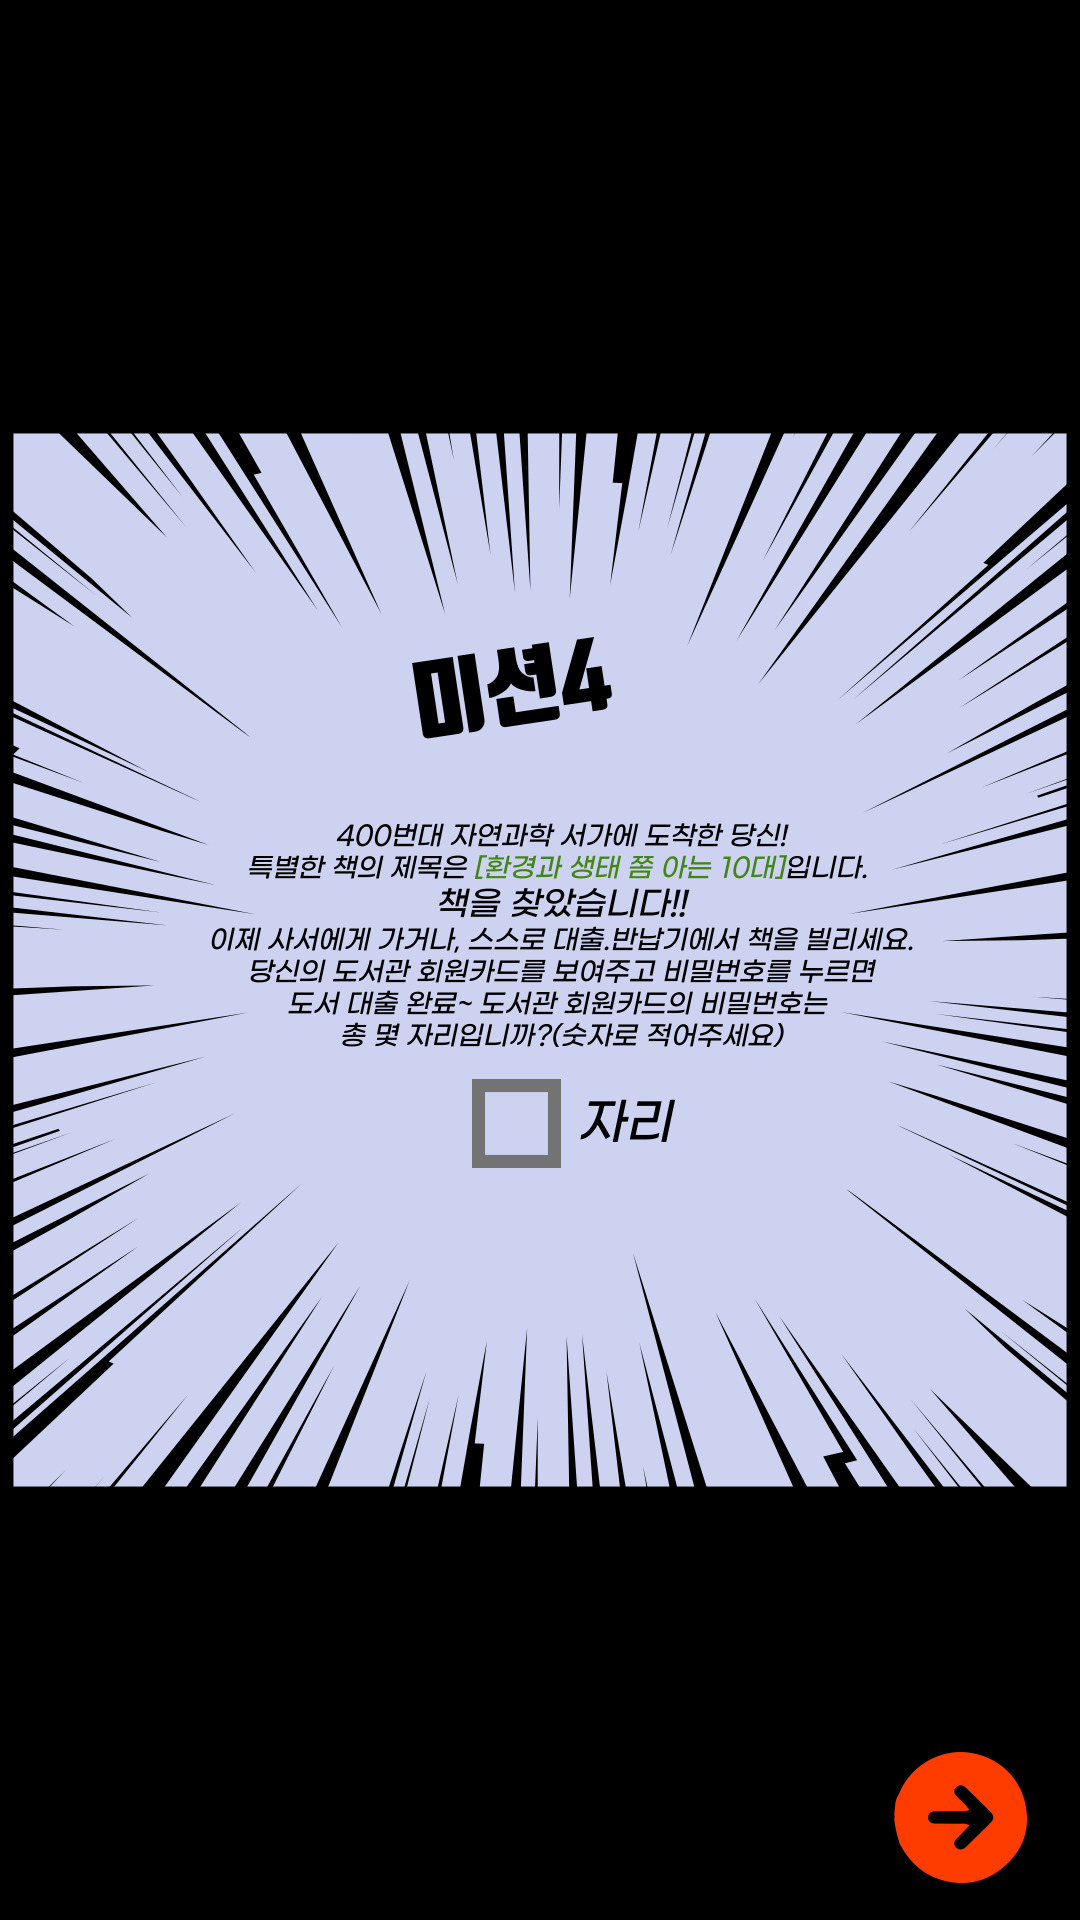 미션4
400번대 자연과학 서가에 도착한 당신!
특별한 책의 제목은 [환경과 생태 쫌 아는 10대]입니다.
책을 찾았습니다!!
이제 사서에게 가거나, 스스로 대출.반납기에서 책을 빌리세요.
당신의 도서관 회원카드를 보여주고 비밀번호를 누르면
도서 대출 완료~ 도서관 회원카드의 비밀번호는
총 몇 자리입니까?(숫자로 적어주세요)
자리